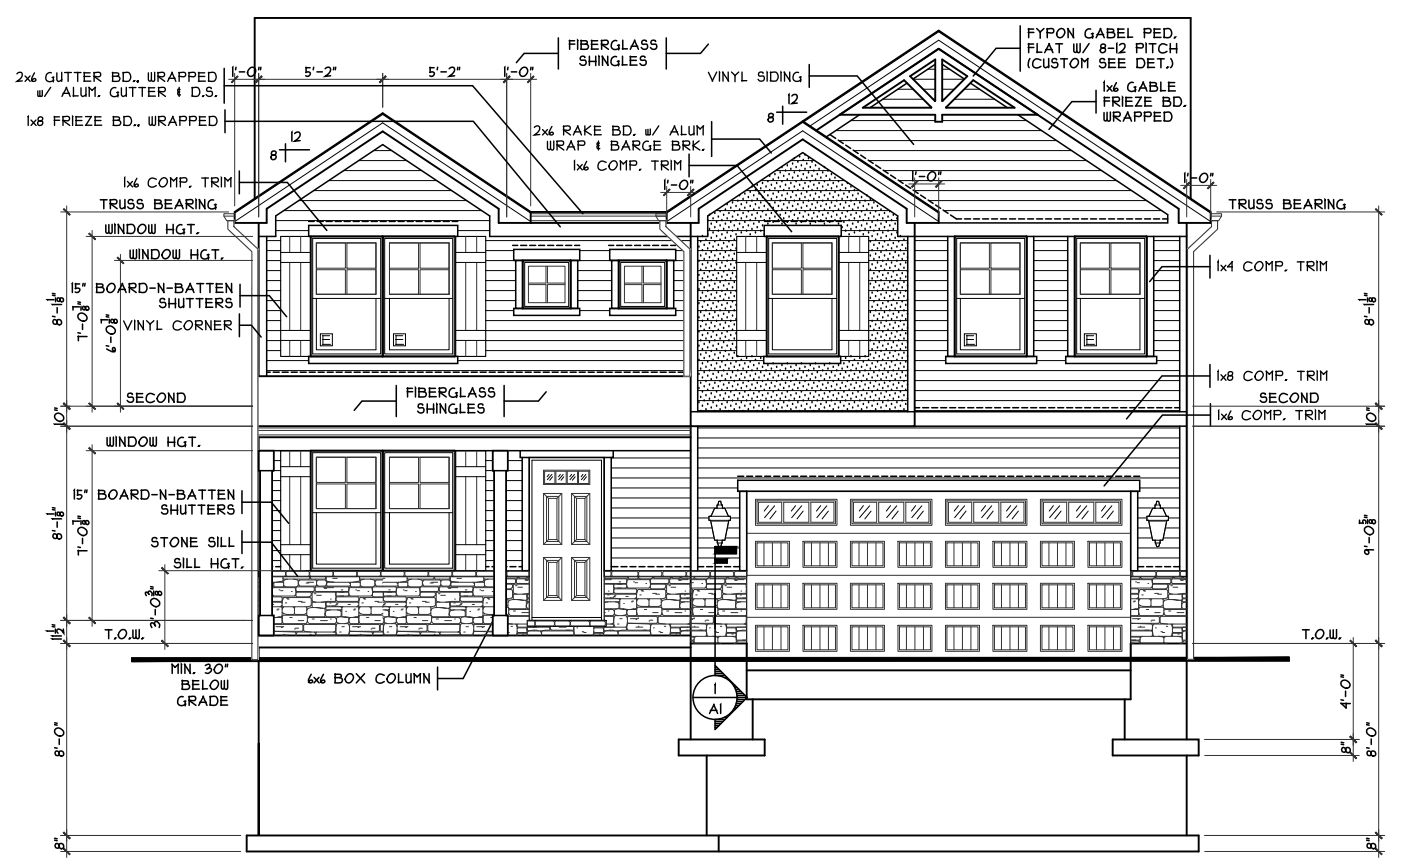 FIBERGLASS
SHINGLES
FYPON GABEL PED.
FLAT W/ 8-12 PITCH
(CUSTOM SEE DET.)
2x6 GUTTER BD., WRAPPED
w/ ALUM. GUTTER & D.S.
1'-0"
5'-2"
5'-2"
1'-0"
VINYL SIDING
1x6 GABLE
FRIEZE BD.
WRAPPED
12
8
1x8 FRIEZE BD., WRAPPED
12
8
2x6 RAKE BD. w/ ALUM
WRAP & BARGE BRK.
1x6 COMP. TRIM
1x6 COMP. TRIM
1'-0"
1'-0"
1'-0"
TRUSS BEARING
TRUSS BEARING
WINDOW HGT.
WINDOW HGT.
1x4 COMP. TRIM
15" BOARD-N-BATTEN
SHUTTERS
8'-1 1/8"
7'-0 7/8"
6'-0 7/8"
8'-1 1/8"
VINYL CORNER
E
E
E
E
1x8 COMP. TRIM
FIBERGLASS
SHINGLES
SECOND
SECOND
10"
10"
1x6 COMP. TRIM
WINDOW HGT.
15" BOARD-N-BATTEN
SHUTTERS
8'-1 1/8"
7'-0 7/8"
9'-0 5/8"
STONE SILL
SILL HGT.
3'-0 3/8"
1 1/2"
T.O.W.
T.O.W.
MIN. 30"
BELOW
GRADE
6x6 BOX COLUMN
1
A1
4'-0"
8'-0"
8'-0"
8"
8"
8"